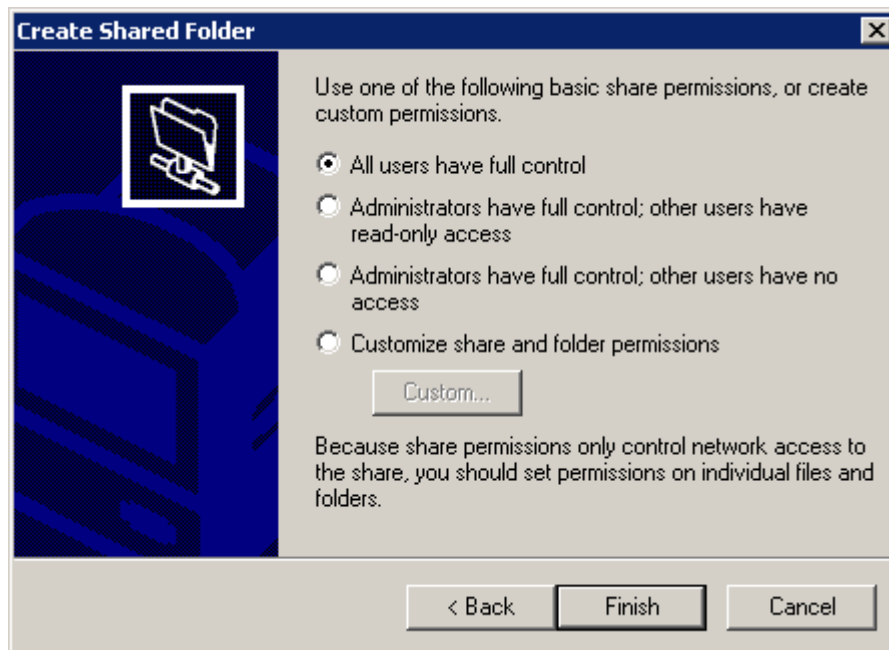 Create Shared Folder
Use one of the following basic share permissions, or create
custom permissions.
All users have full control
Administrators have full control; other users have
read-only access
Administrators have full control; other users have no
access
Customize share and folder permissions
Custom...
Because share permissions only control network access to
the share, you should set permissions on individual files and
folders.
< Back
Finish
Cancel